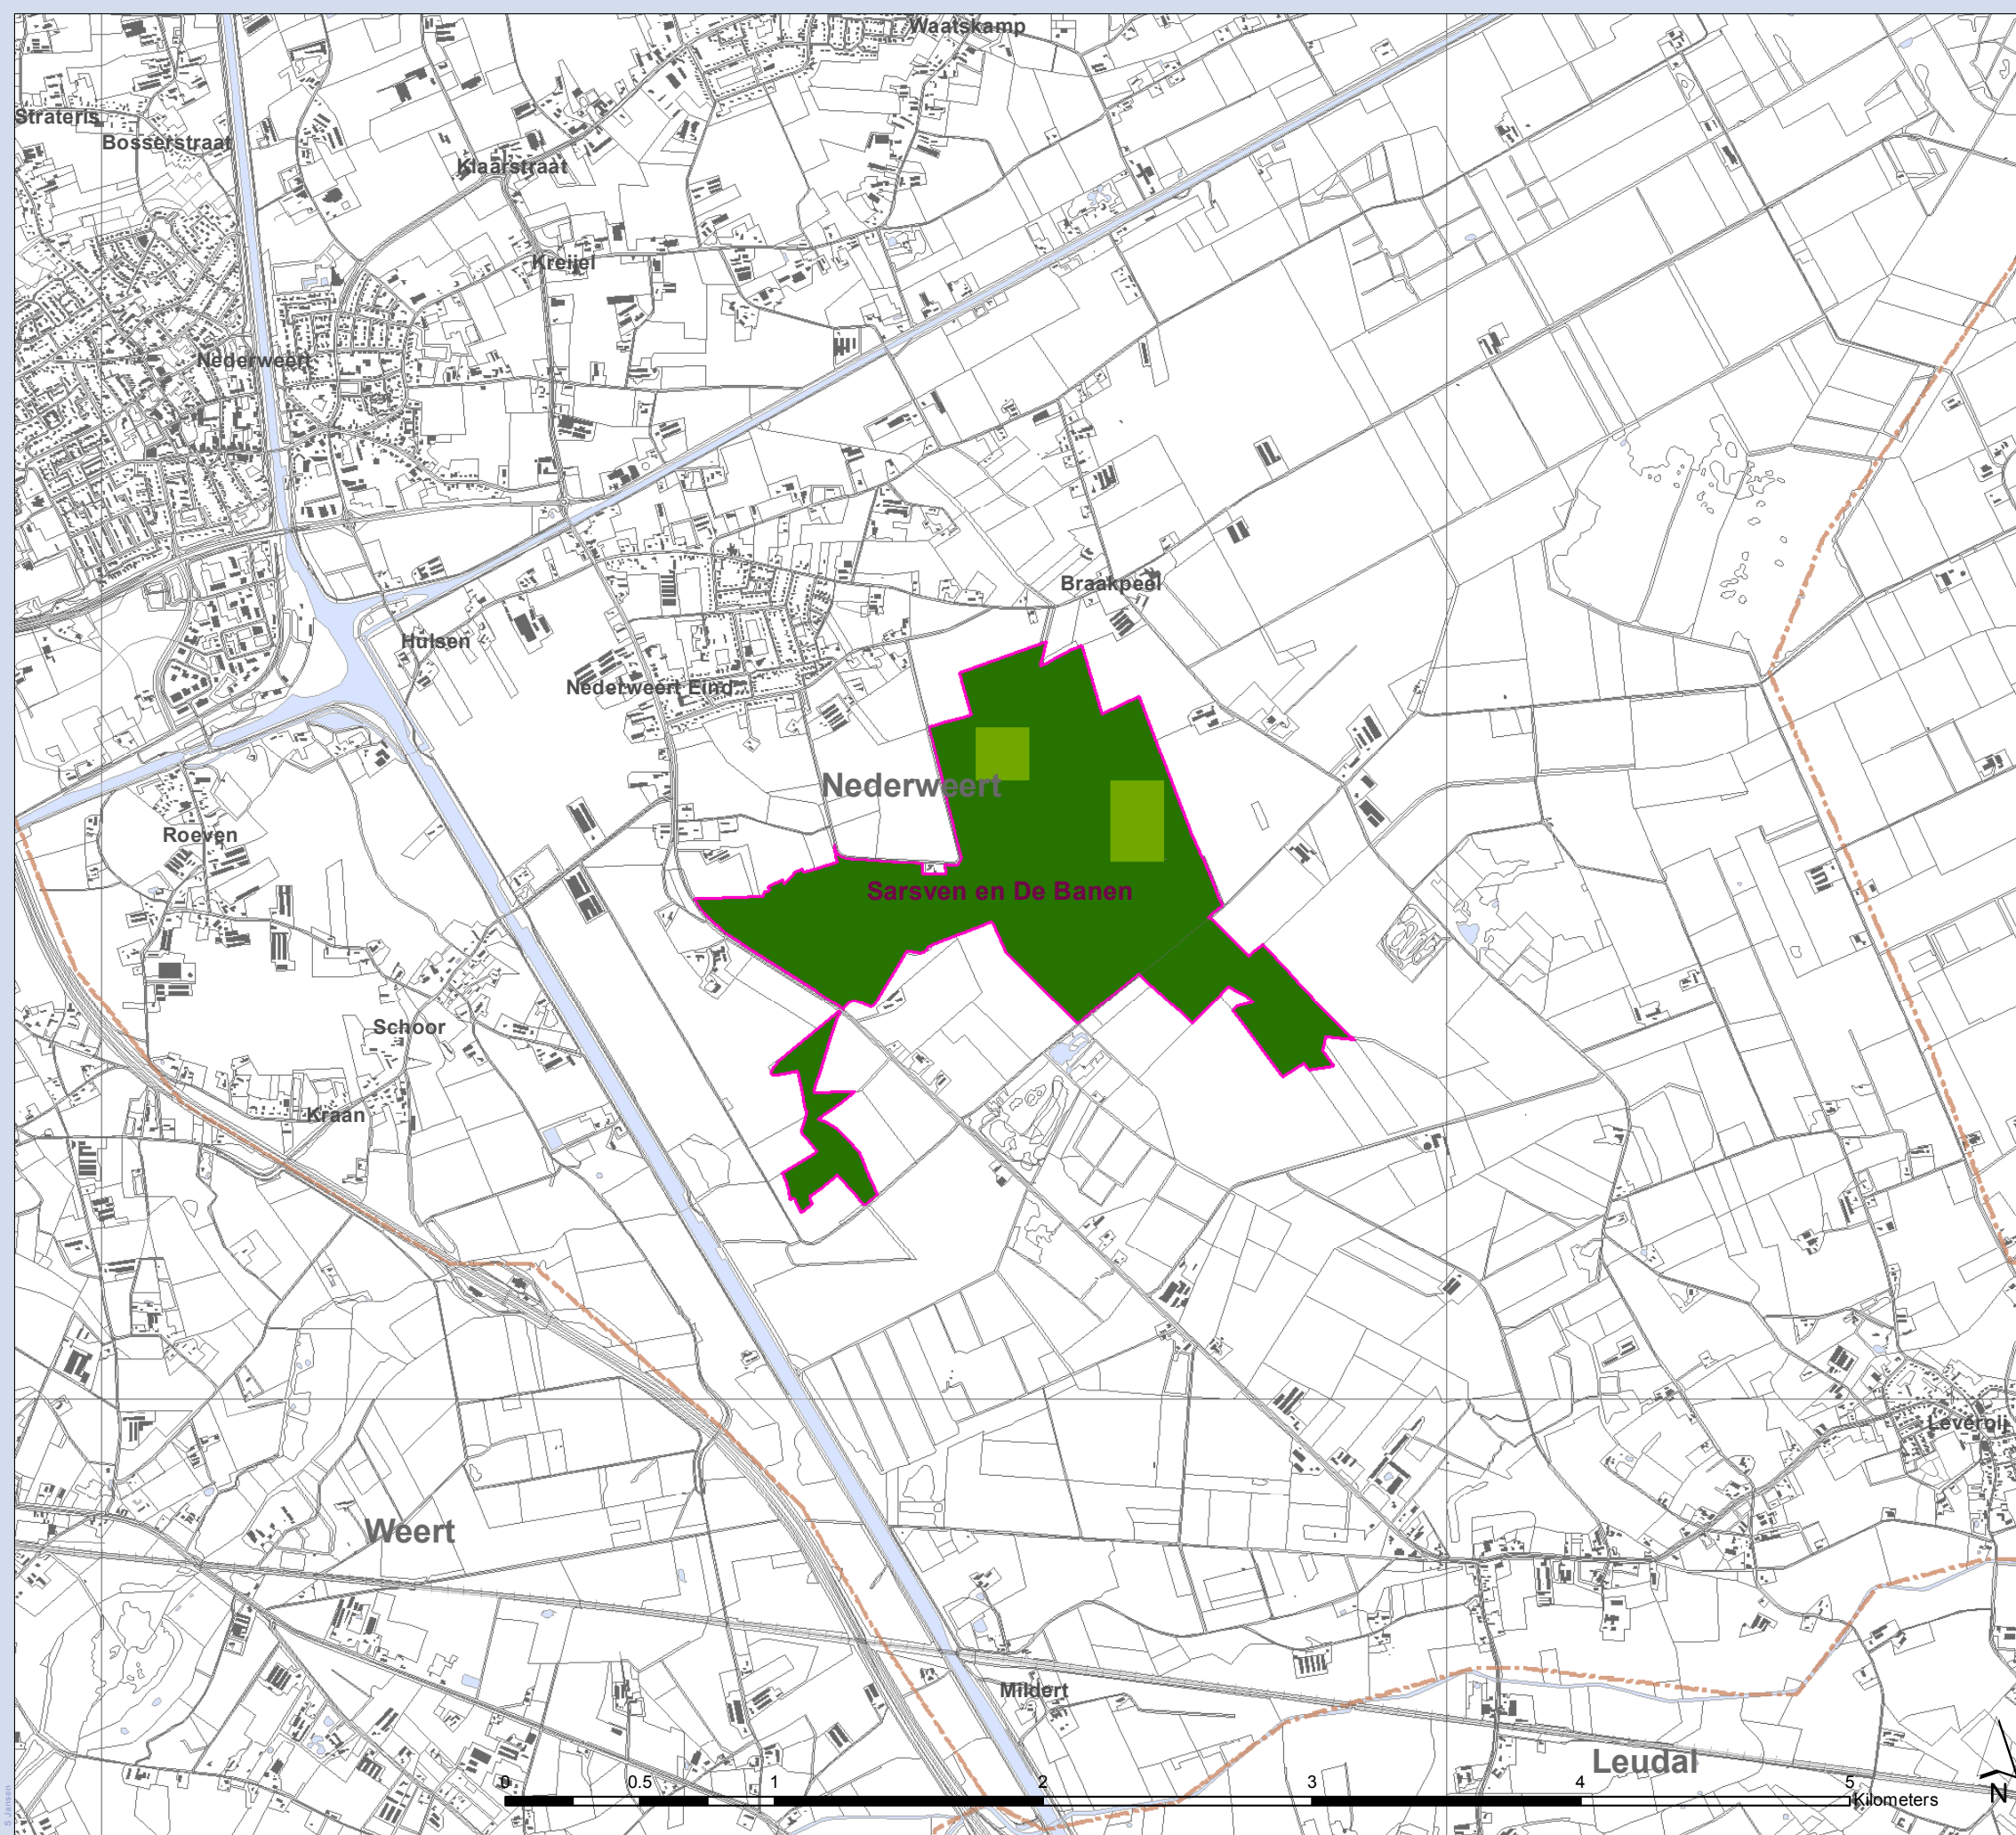 Waatskamp
Strateris
Bosserstraat
Klaarstraat
Kreijel
Nederweert
Braakpeel
Hulsen
Nederweert Eind
Nederweert
Roeven
Sarsven en De Banen
Schoor
Kraan
Leveroij
Weert
Mildert
Leudal
0 0.5 1 2 3 4 5
Kilometers
N
S Jansen